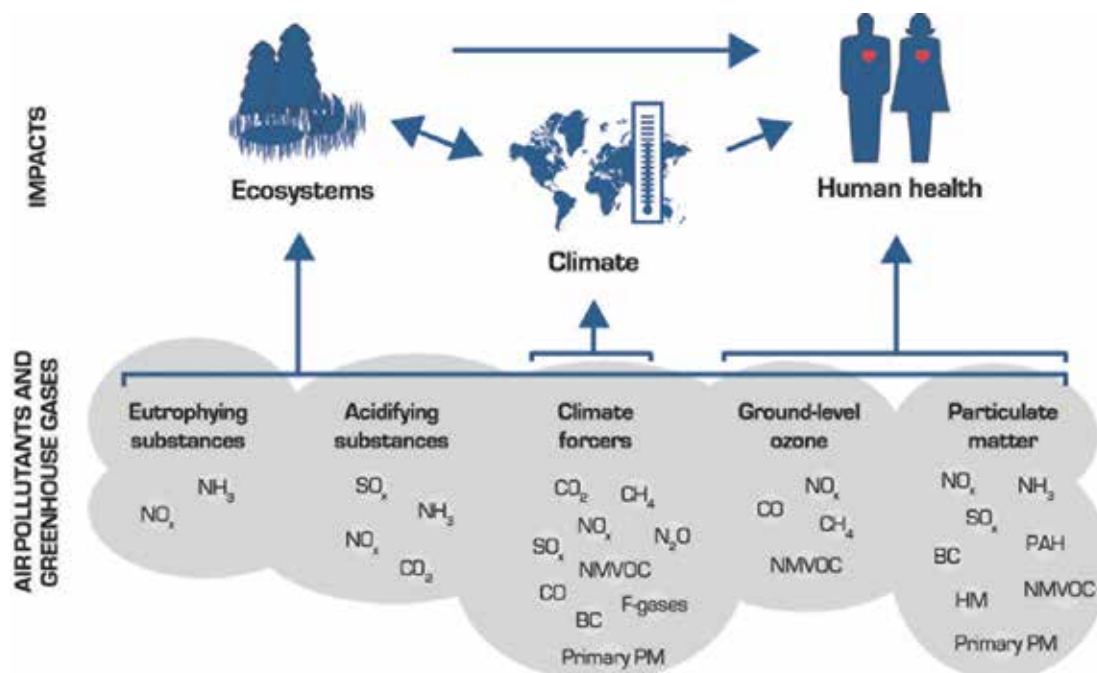 IMPACTS
Ecosystems
Climate
Human health
AIR POLLUTANTS AND
GREENHOUSE GASES
Eutrophying
substances
NH₃
NOₓ
Acidifying
substances
SOₓ
NH₃
NOₓ
CO₂
Climate
forcers
CO₂
CH₄
NOₓ
N₂O
SOₓ
NMVOC
CO
F-gases
BC
Primary PM
Ground-level
ozone
NOₓ
CO
CH₄
NMVOC
Particulate
matter
NOₓ
NH₃
SOₓ
PAH
BC
NMVOC
HM
Primary PM